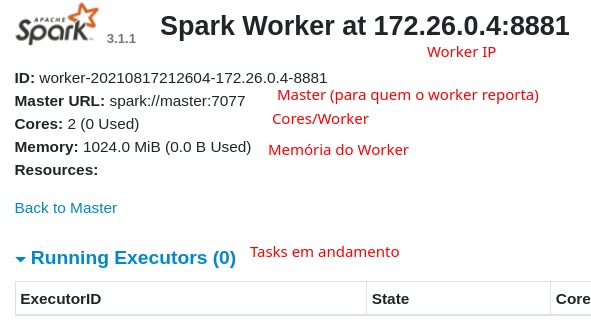 APACHE
Spark 3.1.1 Spark Worker at 172.26.0.4:8881
Worker IP
ID: worker-20210817212604-172.26.0.4-8881
Master URL: spark://master:7077 Master (para quem o worker reporta)
Cores: 2 (0 Used) Cores/Worker
Memory: 1024.0 MiB (0.0 B Used) Memória do Worker
Resources:
Back to Master
Running Executors (0) Tasks em andamento
ExecutorID State Core